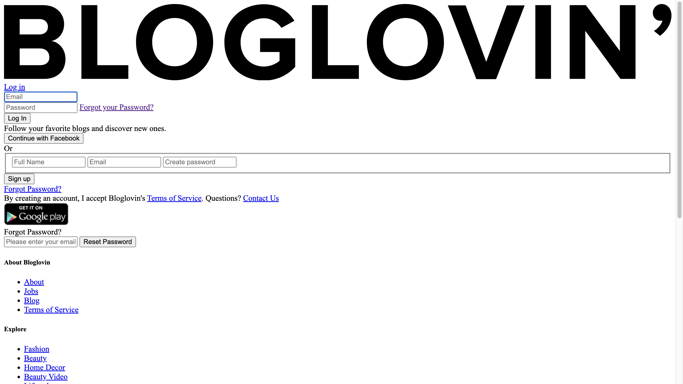 BLOGLOVIN’
Log in
Email
Password Forgot your Password?
Log In
Follow your favorite blogs and discover new ones.
Continue with Facebook
Or
Full Name Email Create password
Sign up
Forgot Password?
By creating an account, I accept Bloglovin's Terms of Service. Questions? Contact Us
GET IT ON
Google play
Forgot Password?
Please enter your email Reset Password
About Bloglovin
About
Jobs
Blog
Terms of Service
Explore
Fashion
Beauty
Home Decor
Beauty Video